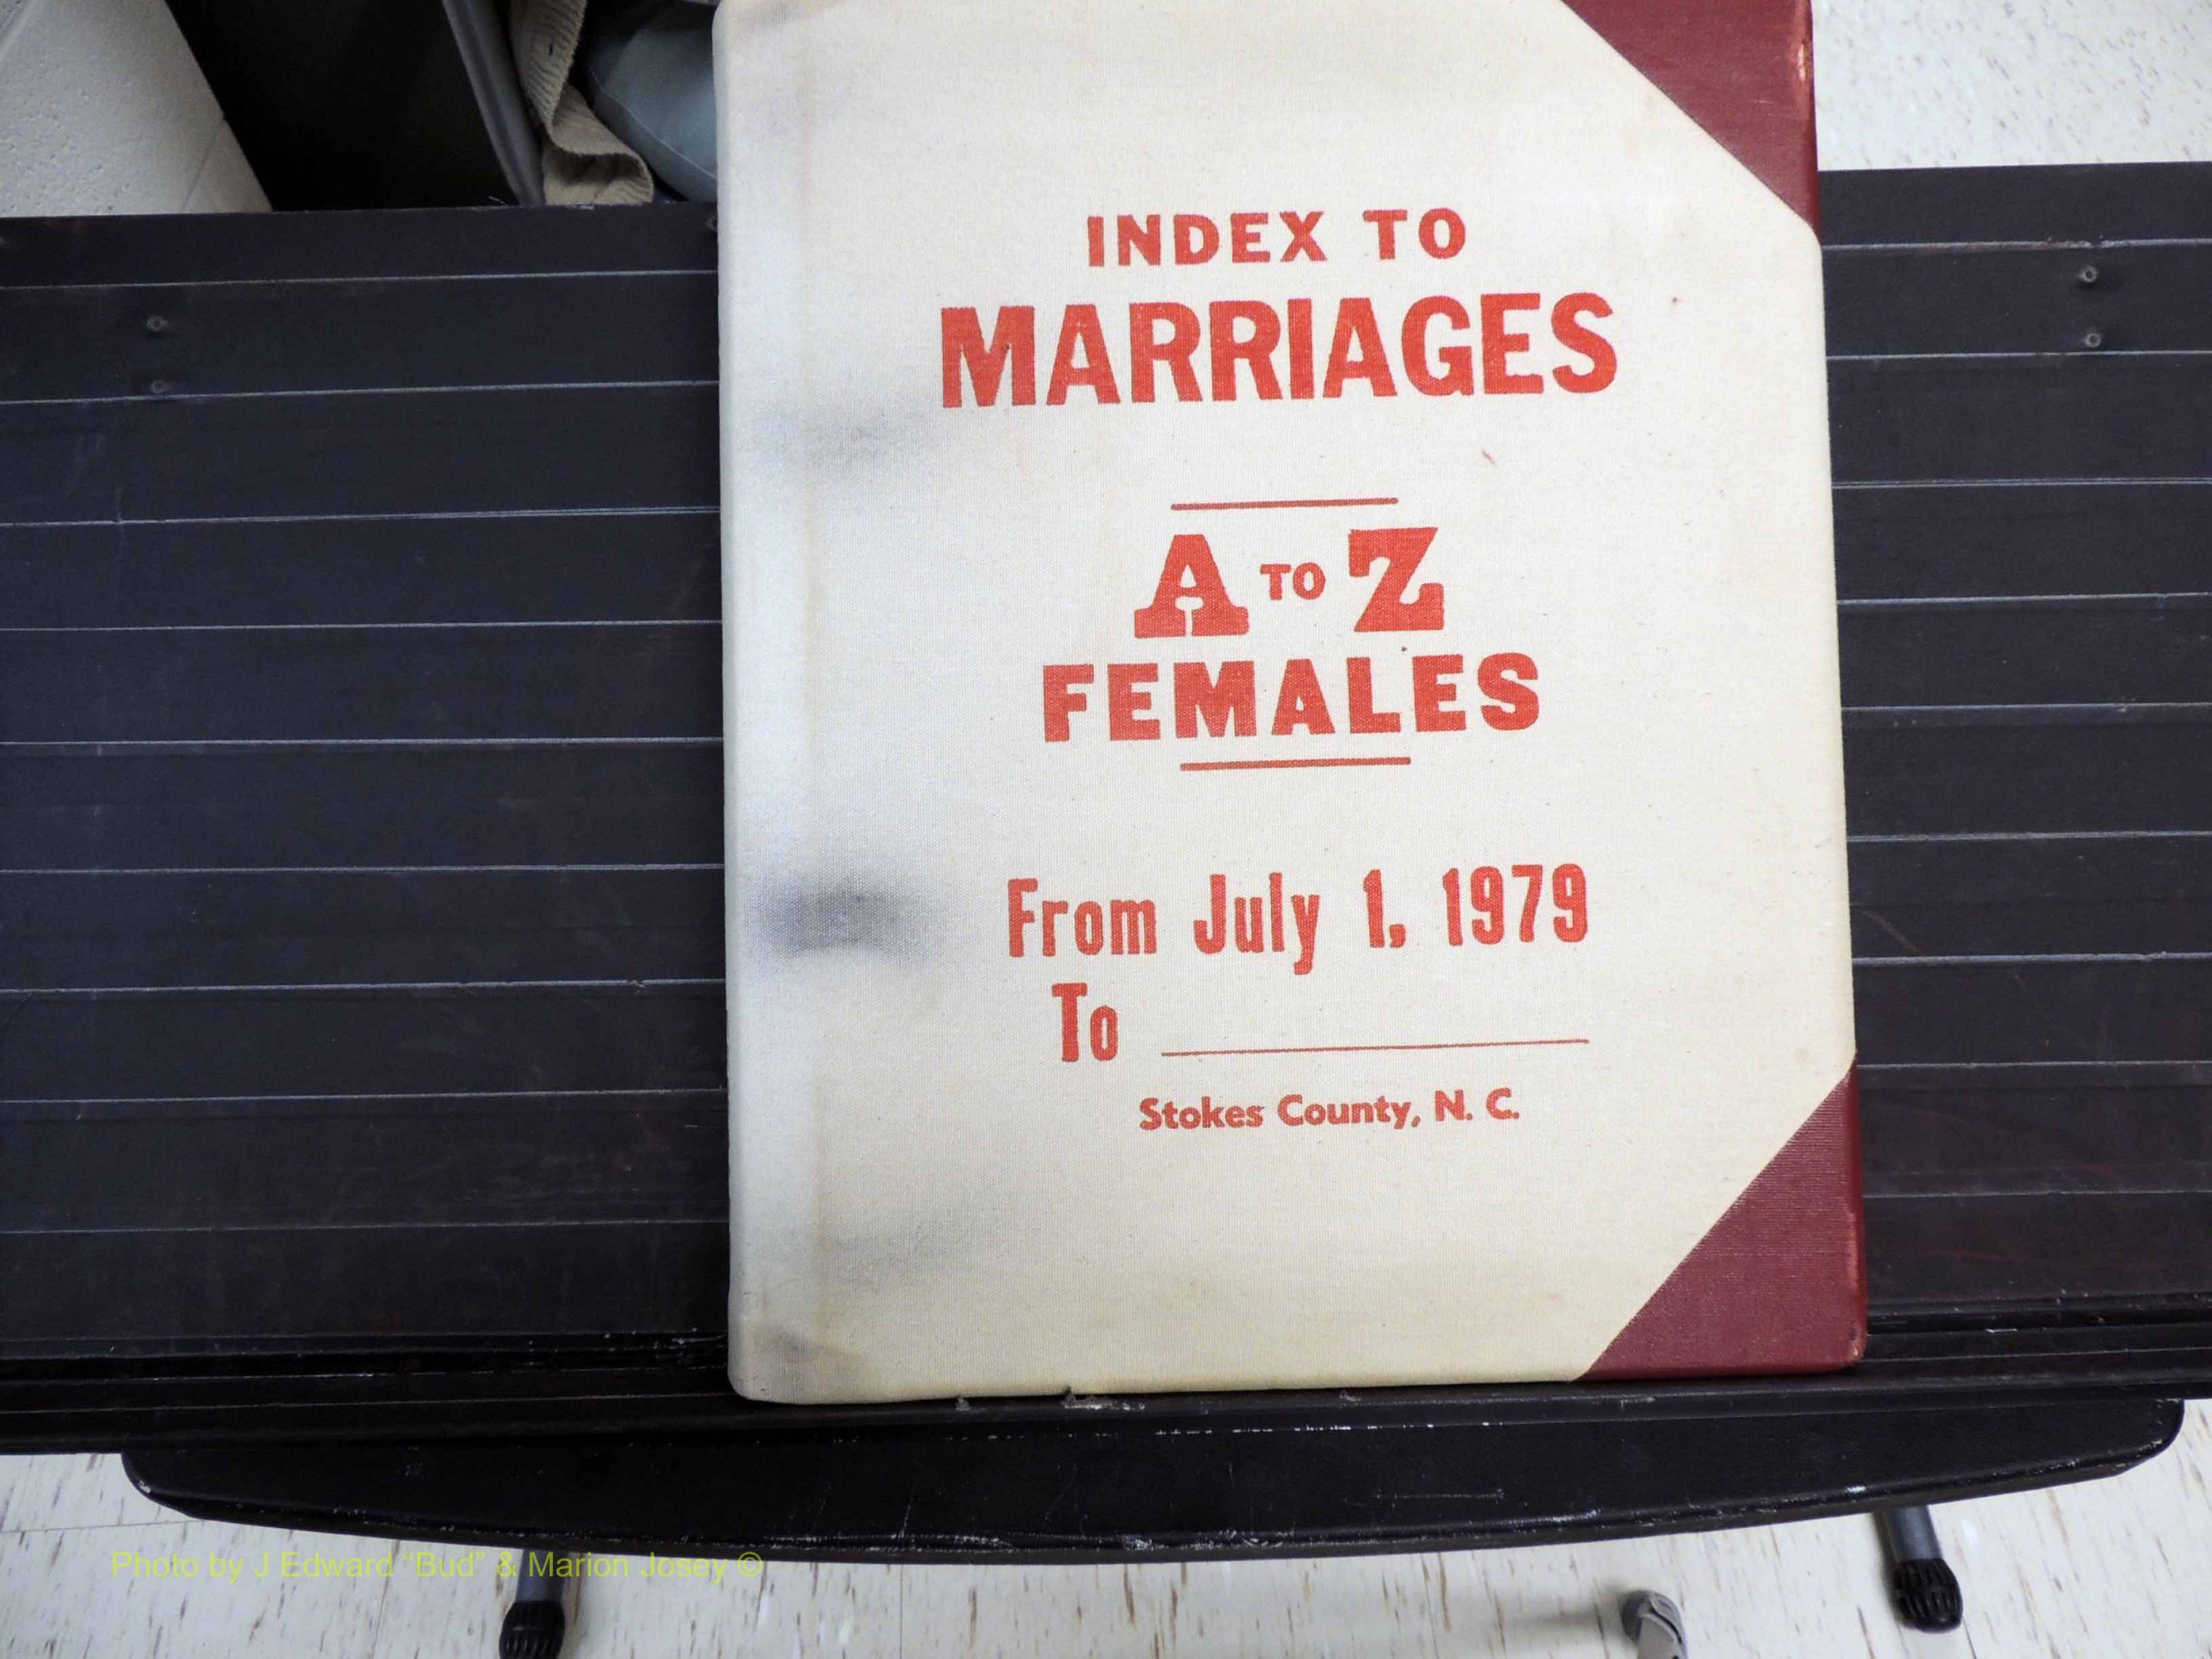 INDEX TO
MARRIAGES
A TO Z
FEMALES
From July 1, 1979
To
Stokes County, N. C.
Photo by J Edward “Bud” & Marion Josey ©